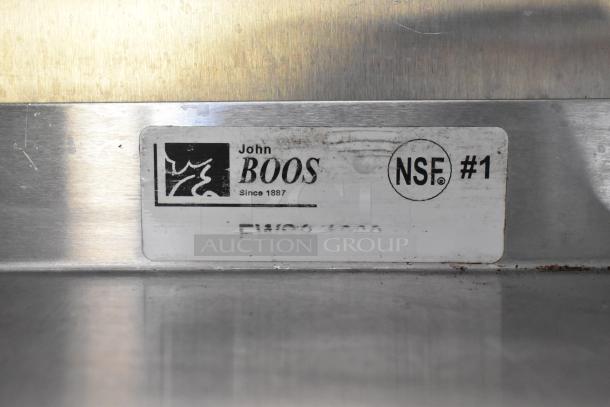 John
BOOS
Since 1887
NSF® #1
AUCTION GROUP